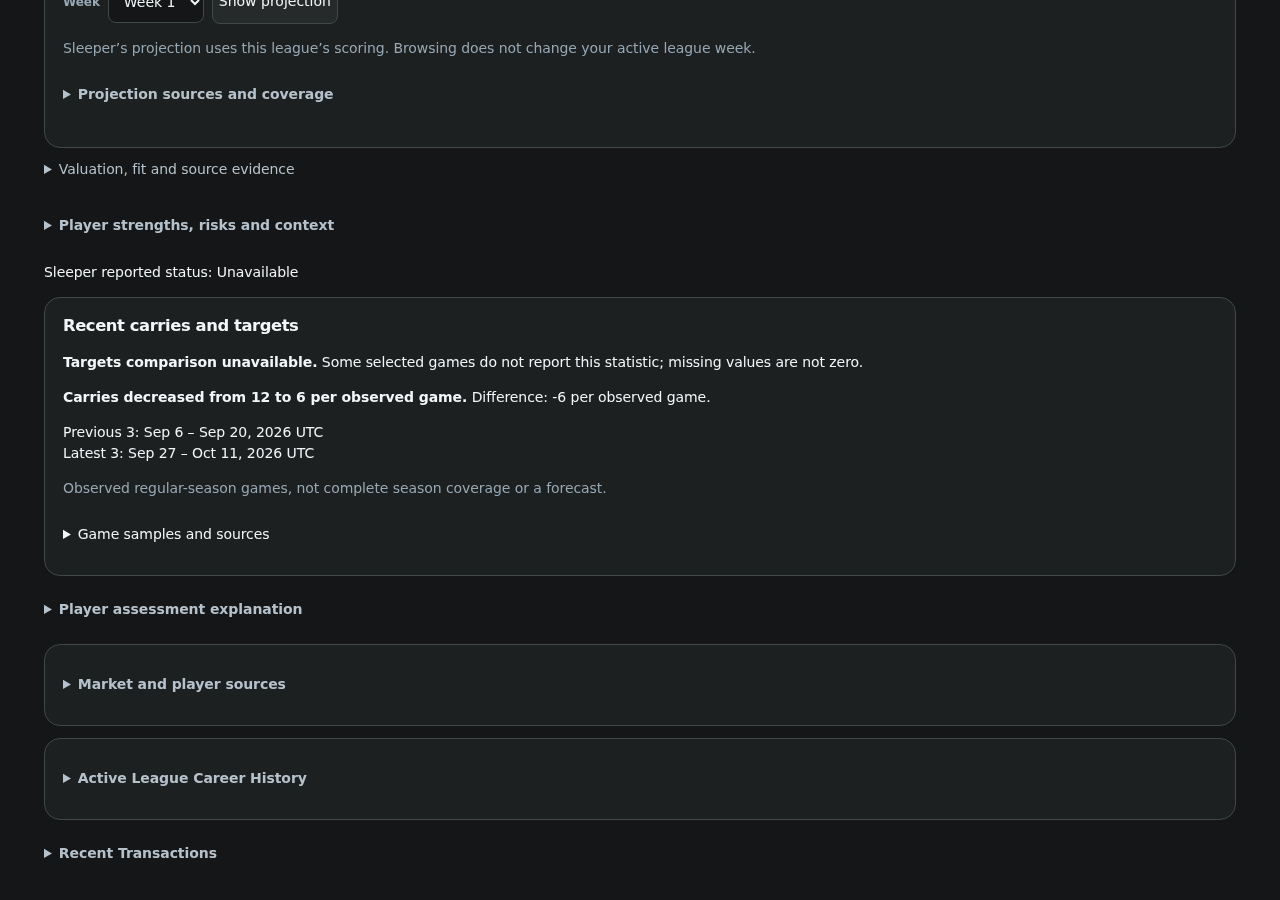 Week Week 1 Show projection
Sleeper’s projection uses this league’s scoring. Browsing does not change your active league week.
Projection sources and coverage
Valuation, fit and source evidence
Player strengths, risks and context
Sleeper reported status: Unavailable
Recent carries and targets
Targets comparison unavailable. Some selected games do not report this statistic; missing values are not zero.
Carries decreased from 12 to 6 per observed game. Difference: -6 per observed game.
Previous 3: Sep 6 – Sep 20, 2026 UTC
Latest 3: Sep 27 – Oct 11, 2026 UTC
Observed regular-season games, not complete season coverage or a forecast.
Game samples and sources
Player assessment explanation
Market and player sources
Active League Career History
Recent Transactions